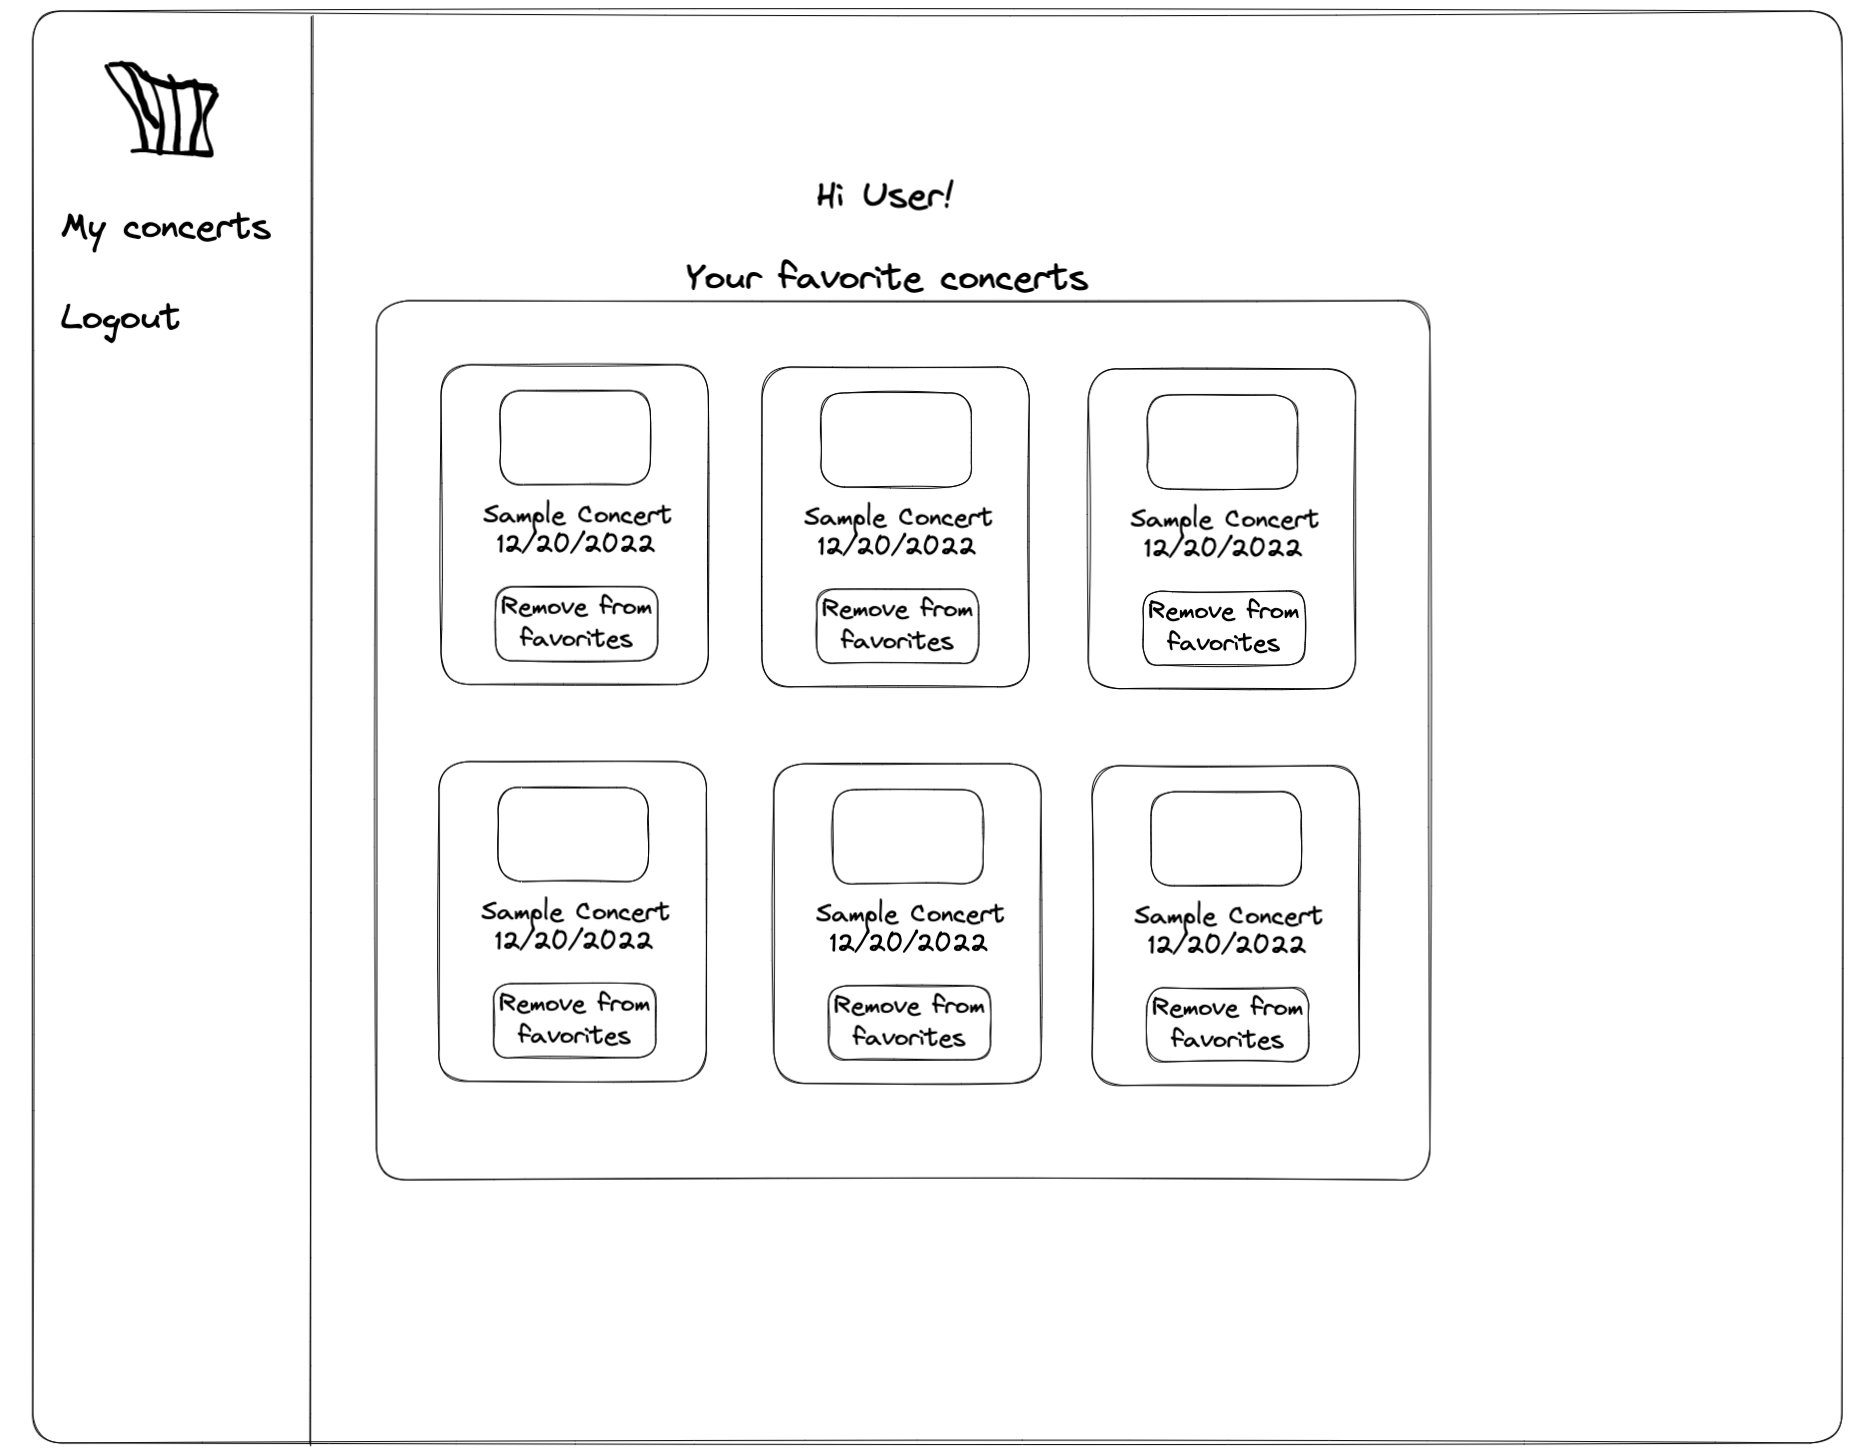 My concerts
Logout
Hi User!
Your favorite concerts
Sample Concert
12/20/2022
Remove from
favorites
Sample Concert
12/20/2022
Remove from
favorites
Sample Concert
12/20/2022
Remove from
favorites
Sample Concert
12/20/2022
Remove from
favorites
Sample Concert
12/20/2022
Remove from
favorites
Sample Concert
12/20/2022
Remove from
favorites